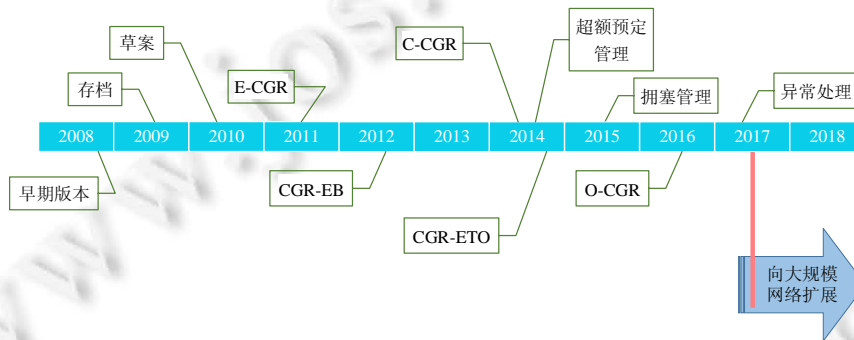 超额预定
管理
草案
C-CGR
E-CGR
存档
拥塞管理
异常处理
2008 2009 2010 2011 2012 2013 2014 2015 2016 2017 2018
早期版本
CGR-EB
O-CGR
CGR-ETO
向大规模
网络扩展
www.jos.